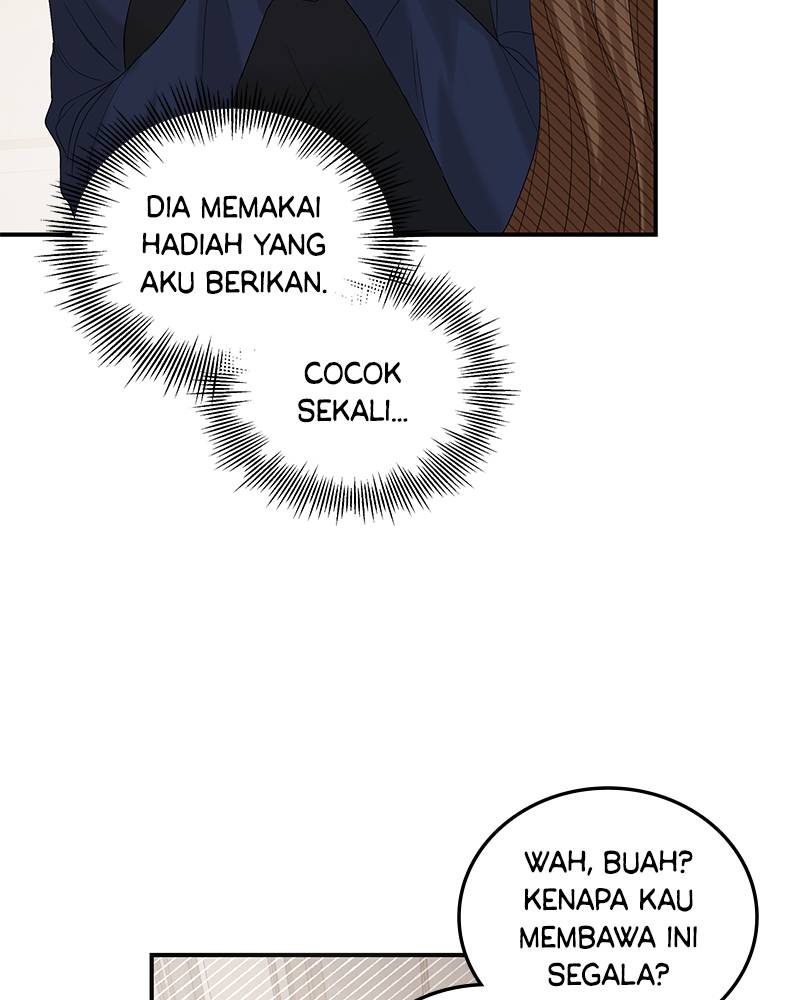 DIA MEMAKAI
HADIAH YANG
AKU BERIKAN.
COCOK
SEKALI...
WAH, BUAH?
KENAPA KAU
MEMBAWA INI
SEGALA?